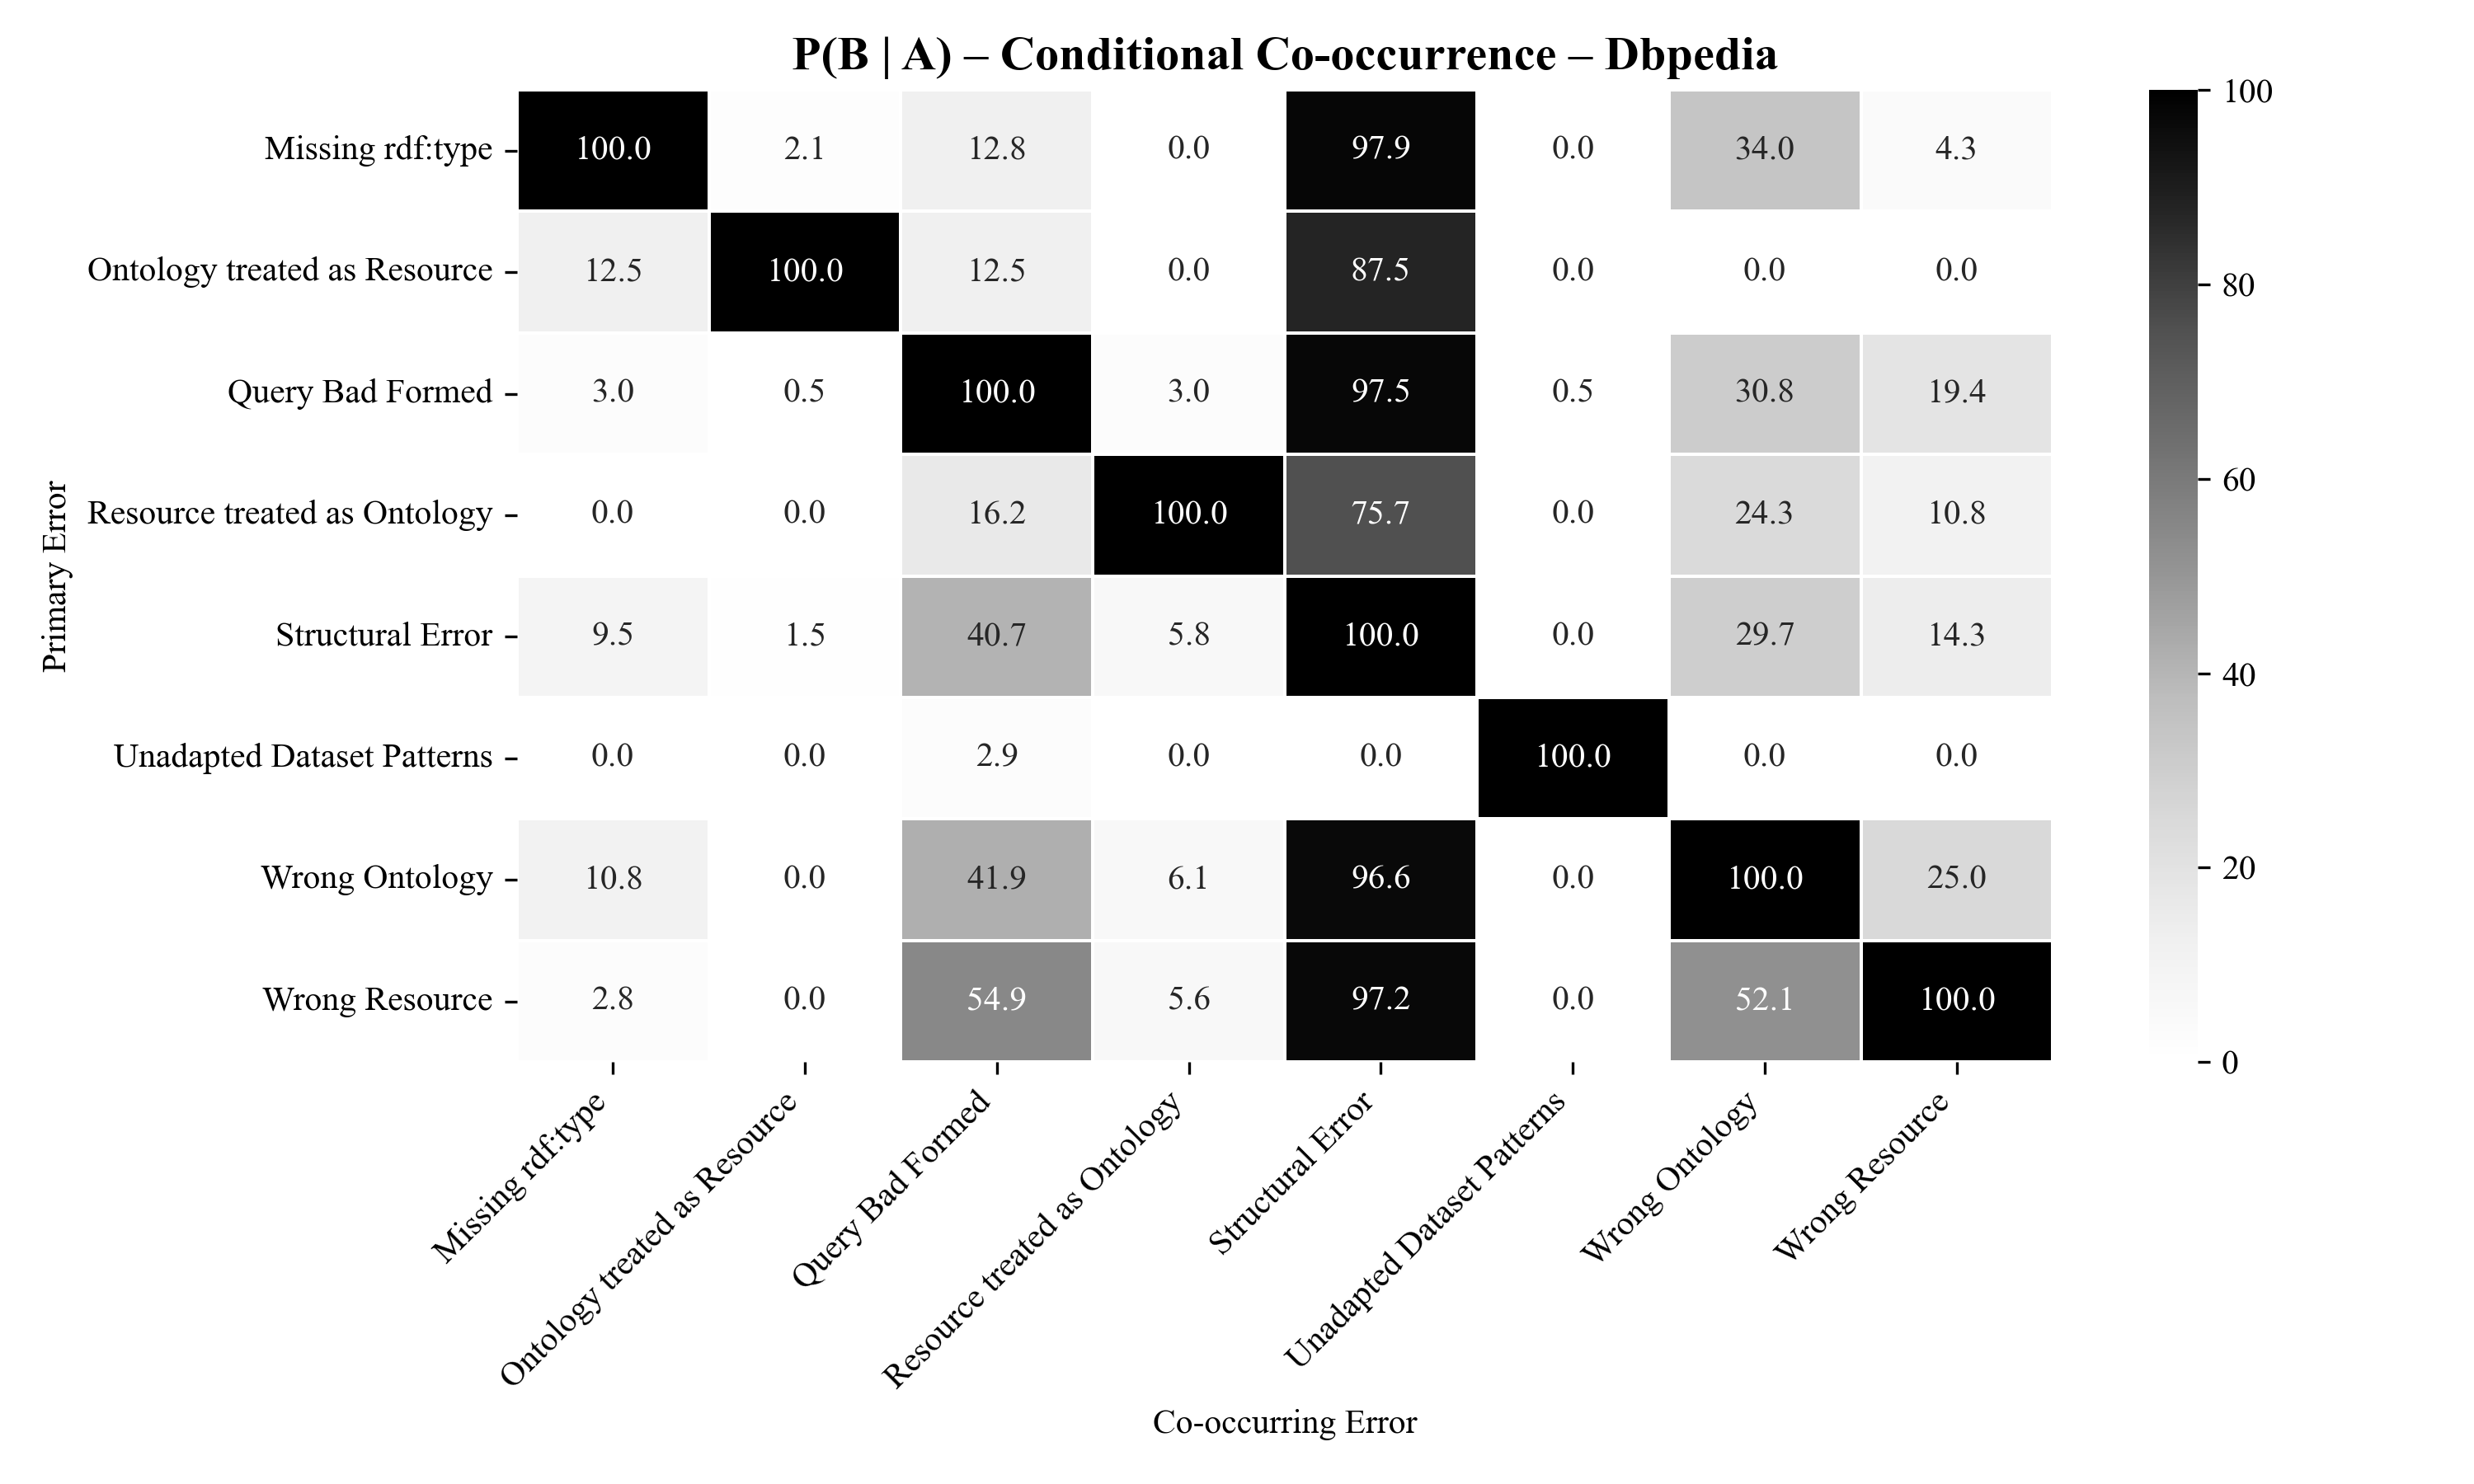 P(B | A) – Conditional Co-occurrence – Dbpedia
Primary Error
Missing rdf:type 100.0 2.1 12.8 0.0 97.9 0.0 34.0 4.3
Ontology treated as Resource 12.5 100.0 12.5 0.0 87.5 0.0 0.0 0.0
Query Bad Formed 3.0 0.5 100.0 3.0 97.5 0.5 30.8 19.4
Resource treated as Ontology 0.0 0.0 16.2 100.0 75.7 0.0 24.3 10.8
Structural Error 9.5 1.5 40.7 5.8 100.0 0.0 29.7 14.3
Unadapted Dataset Patterns 0.0 0.0 2.9 0.0 0.0 100.0 0.0 0.0
Wrong Ontology 10.8 0.0 41.9 6.1 96.6 0.0 100.0 25.0
Wrong Resource 2.8 0.0 54.9 5.6 97.2 0.0 52.1 100.0
Missing rdf:type
Ontology treated as Resource
Query Bad Formed
Resource treated as Ontology
Structural Error
Unadapted Dataset Patterns
Wrong Ontology
Wrong Resource
Co-occurring Error
100
80
60
40
20
0